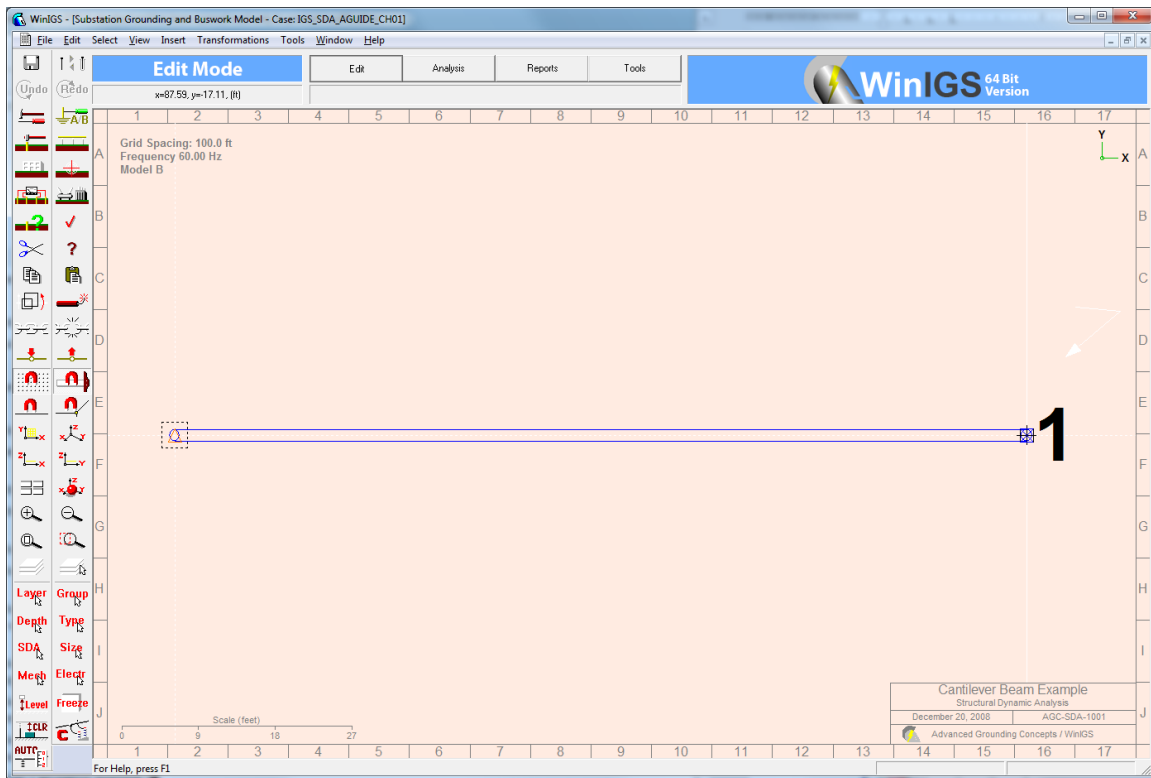 WinIGS - [Substation Grounding and Buswork Model - Case: IGS_SDA_AGUIDE_CH01]
File Edit Select View Insert Transformations Tools Window Help
Edit Mode
Edit Analysis Reports Tools
WinIGS 64 Bit Version
x=87.59, y=-17.11, (ft)
Undo Redo
A/B
1 2 3 4 5 6 7 8 9 10 11 12 13 14 15 16 17
Grid Spacing: 100.0 ft
Frequency 60.00 Hz
Model B
Y
X
A A
B B
C C
D D
E E
1
F F
G G
H H
I I
J J
Layer Group
Depth Type
SDA Size
Mesh Electr
Level Freeze
CLR
AUTO
Scale (feet)
0 9 18 27
Cantilever Beam Example
Structural Dynamic Analysis
December 20, 2008 AGC-SDA-1001
Advanced Grounding Concepts / WinIGS
1 2 3 4 5 6 7 8 9 10 11 12 13 14 15 16 17
For Help, press F1